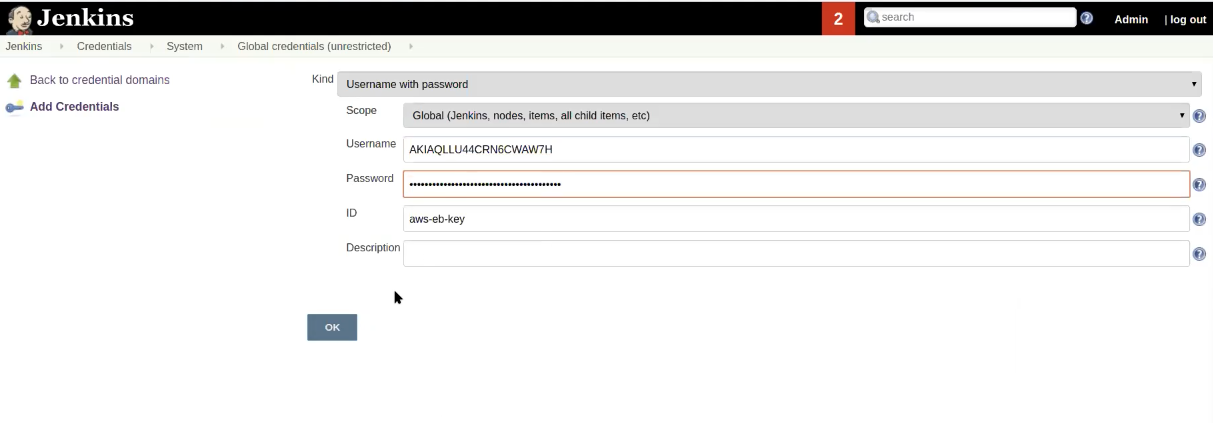 Jenkins
2
search
Admin | log out
Jenkins Credentials System Global credentials (unrestricted)
Back to credential domains
Add Credentials
Kind Username with password
Scope Global (Jenkins, nodes, items, all child items, etc)
Username AKIAQLLU44CRN6CWAW7H
Password ••••••••••••••••••••••••••••••••••••••••
ID aws-eb-key
Description
OK